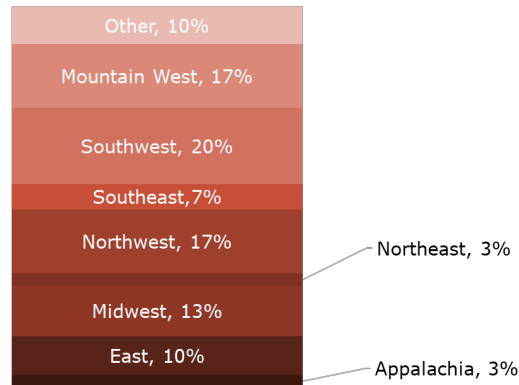 Other, 10%
Mountain West, 17%
Southwest, 20%
Southeast,7%
Northwest, 17%
Northeast, 3%
Midwest, 13%
East, 10%
Appalachia, 3%